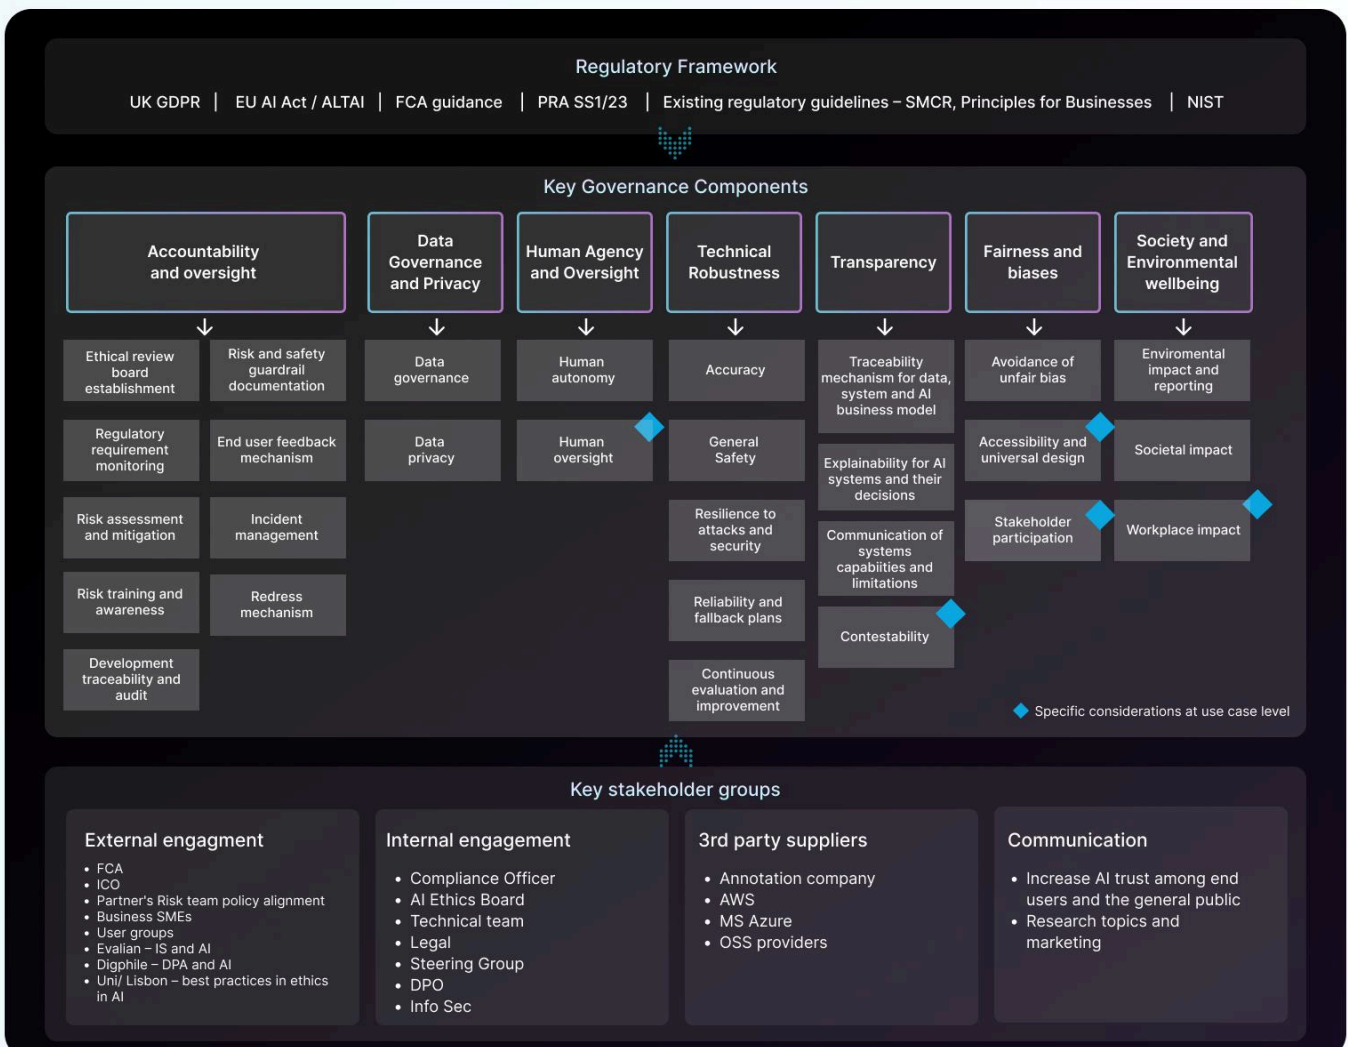 Regulatory Framework
UK GDPR | EU AI Act / ALTAI | FCA guidance | PRA SS1/23 | Existing regulatory guidelines – SMCR, Principles for Businesses | NIST
Key Governance Components
Accountability
and oversight
Ethical review
board
establishment
Regulatory
requirement
monitoring
Risk assessment
and mitigation
Risk training and
awareness
Development
traceability and
audit
Risk and safety
guardrail
documentation
End user feedback
mechanism
Incident
management
Redress
mechanism
Data
Governance
and Privacy
Data
governance
Data
privacy
Human Agency
and Oversight
Human
autonomy
Human
oversight
Technical
Robustness
Accuracy
General
Safety
Resilience to
attacks and
security
Reliability and
fallback plans
Continuous
evaluation and
improvement
Transparency
Traceability
mechanism for data,
system and AI
business model
Explainability for AI
systems and their
decisions
Communication of
systems
capabiities and
limitations
Contestability
Fairness and
biases
Avoidance of
unfair bias
Accessibility and
universal design
Stakeholder
participation
Society and
Environmental
wellbeing
Enviromental
impact and
reporting
Societal impact
Workplace impact
Specific considerations at use case level
Key stakeholder groups
External engagment
• FCA
• ICO
• Partner's Risk team policy alignment
• Business SMEs
• User groups
• Evalian – IS and AI
• Digphile – DPA and AI
• Uni/ Lisbon – best practices in ethics
in AI
Internal engagement
• Compliance Officer
• AI Ethics Board
• Technical team
• Legal
• Steering Group
• DPO
• Info Sec
3rd party suppliers
• Annotation company
• AWS
• MS Azure
• OSS providers
Communication
• Increase AI trust among end
users and the general public
• Research topics and
marketing